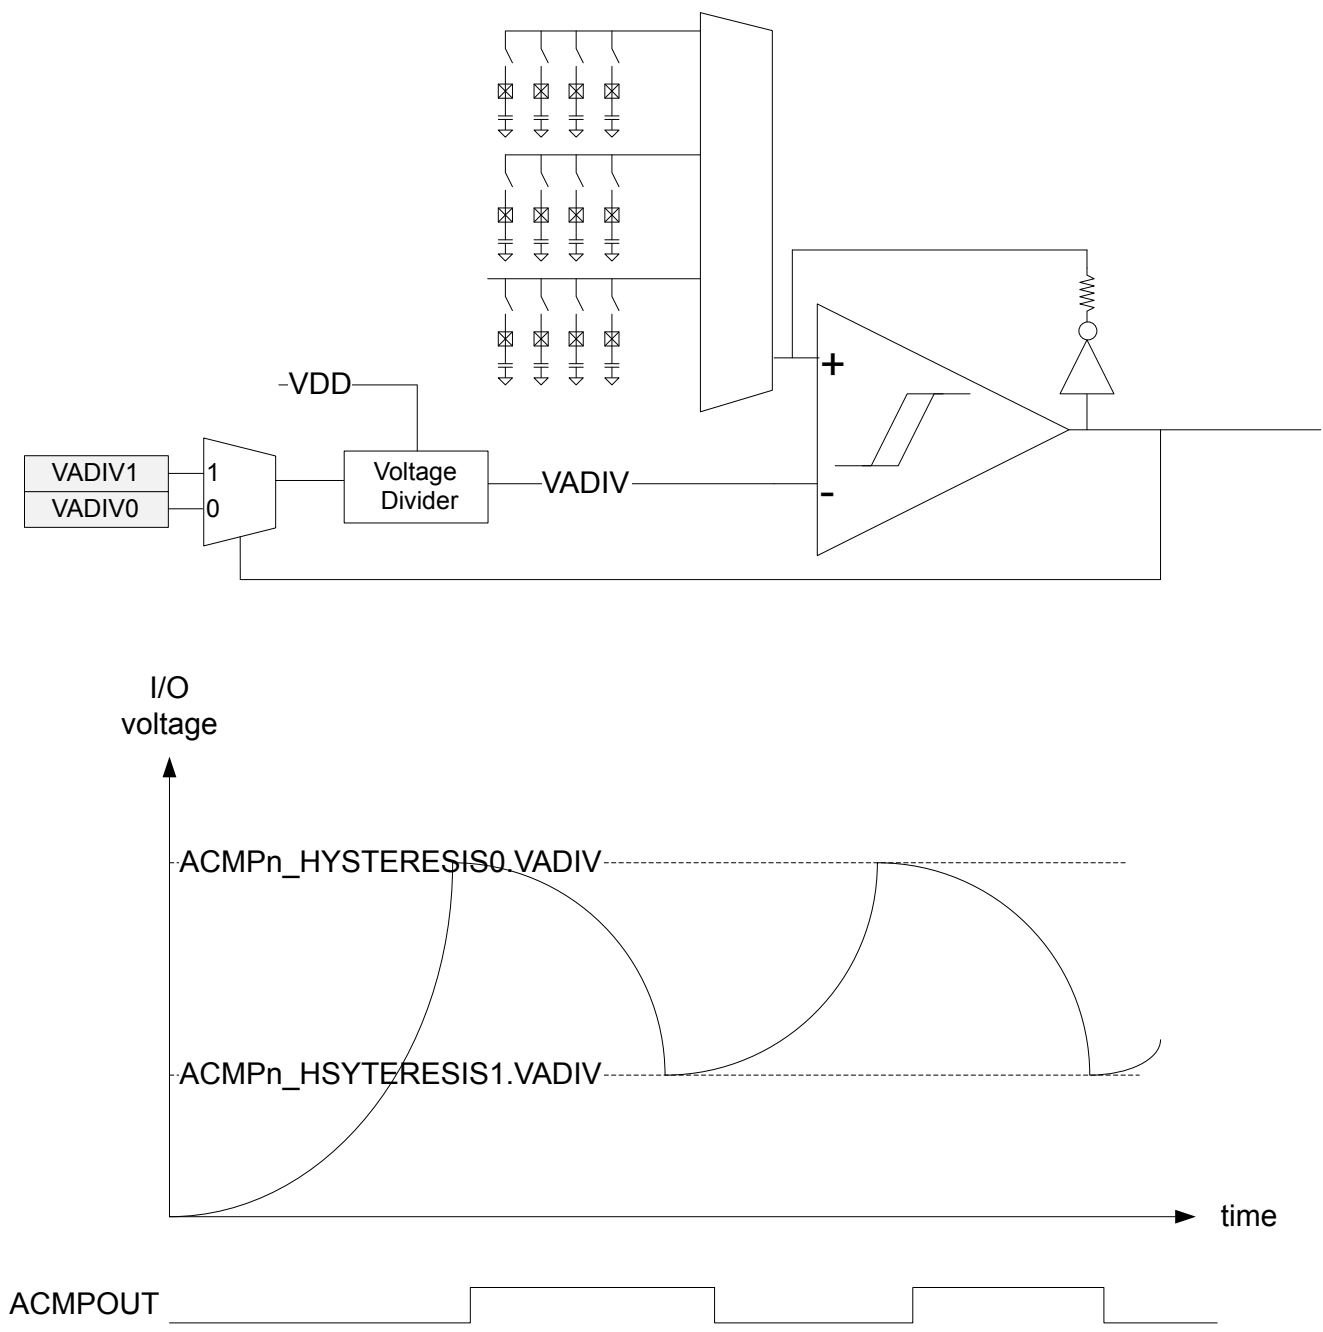 VDD
+
VADIV1
1
VADIV0
0
Voltage
Divider
VADIV
-
I/O
voltage
ACMPn_HYSTERESIS0.VADIV
ACMPn_HSYTERESIS1.VADIV
time
ACMPOUT